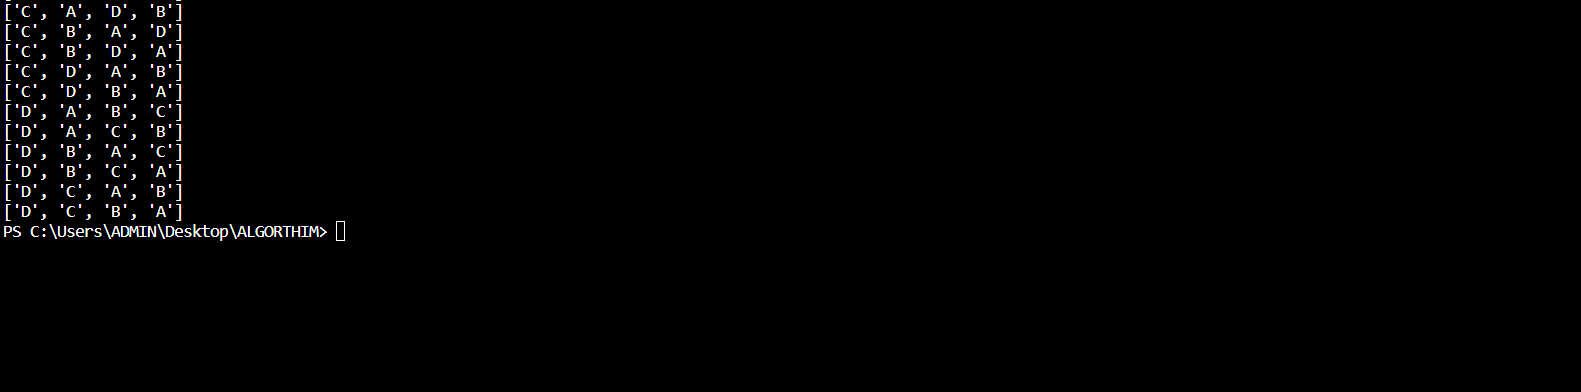 ['C', 'A', 'D', 'B']
['C', 'B', 'A', 'D']
['C', 'B', 'D', 'A']
['C', 'D', 'A', 'B']
['C', 'D', 'B', 'A']
['D', 'A', 'B', 'C']
['D', 'A', 'C', 'B']
['D', 'B', 'A', 'C']
['D', 'B', 'C', 'A']
['D', 'C', 'A', 'B']
['D', 'C', 'B', 'A']
PS C:\Users\ADMIN\Desktop\ALGORTHIM>